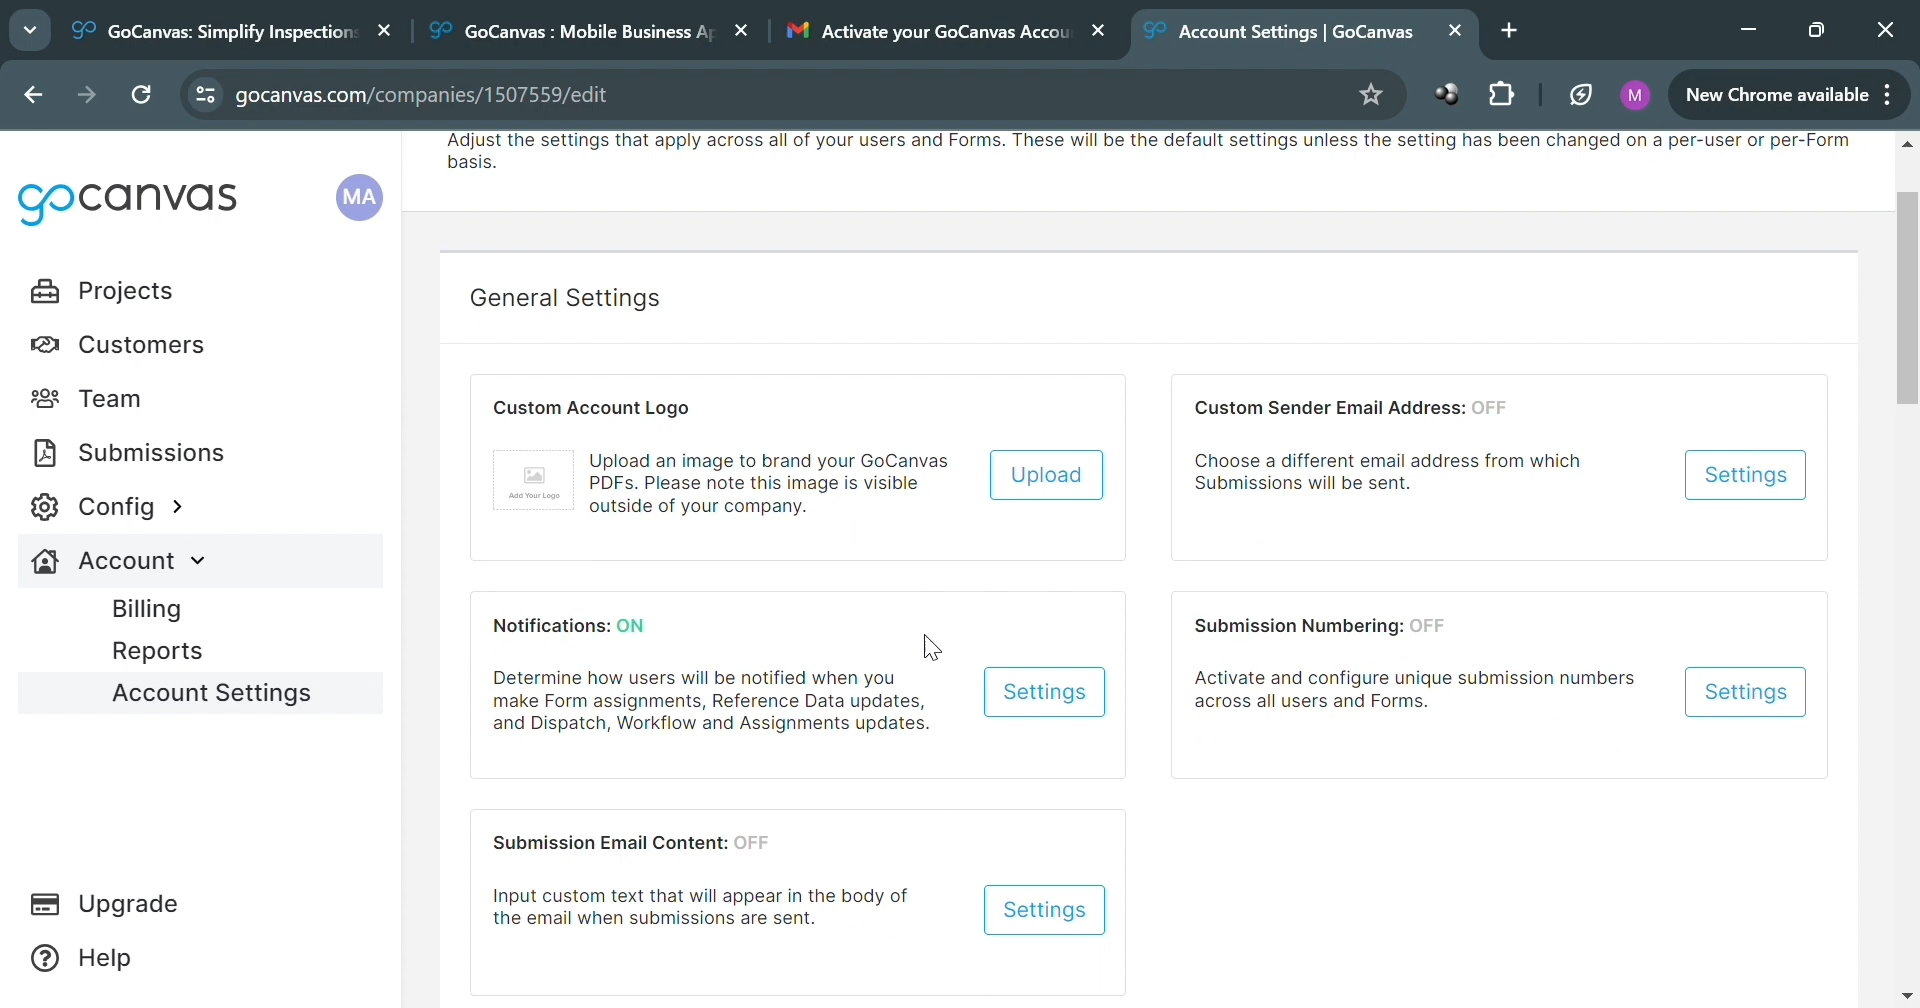 GoCanvas: Simplify Inspection
GoCanvas : Mobile Business Ap
Activate your GoCanvas Accou
Account Settings | GoCanvas
gocanvas.com/companies/1507559/edit
M
New Chrome available
gocanvas
MA
Projects
Customers
Team
Submissions
Config
Account
Billing
Reports
Account Settings
Upgrade
Help
Adjust the settings that apply across all of your users and Forms. These will be the default settings unless the setting has been changed on a per-user or per-Form
basis.
General Settings
Custom Account Logo
Add Your Logo
Upload an image to brand your GoCanvas
PDFs. Please note this image is visible
outside of your company.
Upload
Custom Sender Email Address: OFF
Choose a different email address from which
Submissions will be sent.
Settings
Notifications: ON
Determine how users will be notified when you
make Form assignments, Reference Data updates,
and Dispatch, Workflow and Assignments updates.
Settings
Submission Numbering: OFF
Activate and configure unique submission numbers
across all users and Forms.
Settings
Submission Email Content: OFF
Input custom text that will appear in the body of
the email when submissions are sent.
Settings